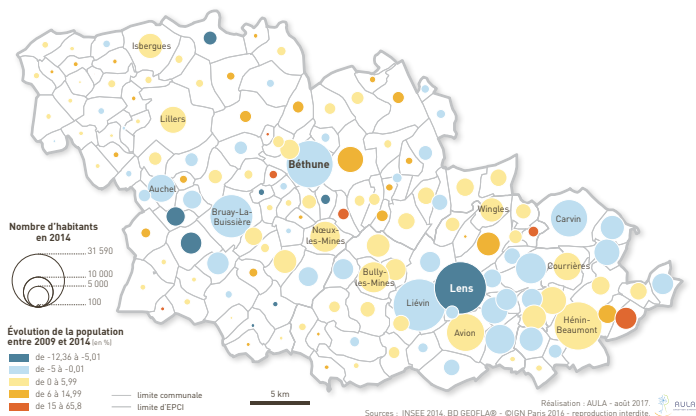 Isbergues
Lillers
Béthune
Auchel
Bruay-La-
Buissière
Nœux-
les-Mines
Wingles
Carvin
Nombre d'habitants
en 2014
31 590
10 000
5 000
100
Courrières
Bully-
les-Mines
Lens
Liévin
Hénin-
Beaumont
Avion
Évolution de la population
entre 2009 et 2014 (en %)
de -12,36 à -5,01
de -5 à -0,01
de 0 à 5,99
de 6 à 14,99
de 15 à 65,8
limite communale
limite d'EPCI
5 km
Réalisation : AULA - août 2017.
Sources : INSEE 2014, BD GEOFLA® - ©IGN Paris 2016 - reproduction interdite.
AULA